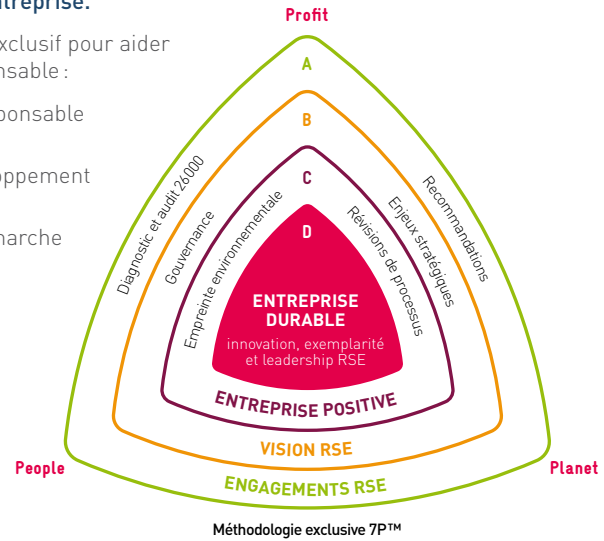 treprise.
xclusif pour aider
nsable :
ponsable
oppement
marche
Profit
A
B
C
D
Diagnostic et audit 26000
Gouvernance
Empreinte environnementale
Révisions de processus
Enjeux stratégiques
Recommandations
ENTREPRISE
DURABLE
innovation, exemplarité
et leadership RSE
ENTREPRISE POSITIVE
VISION RSE
ENGAGEMENTS RSE
People
Planet
Méthodologie exclusive 7P™